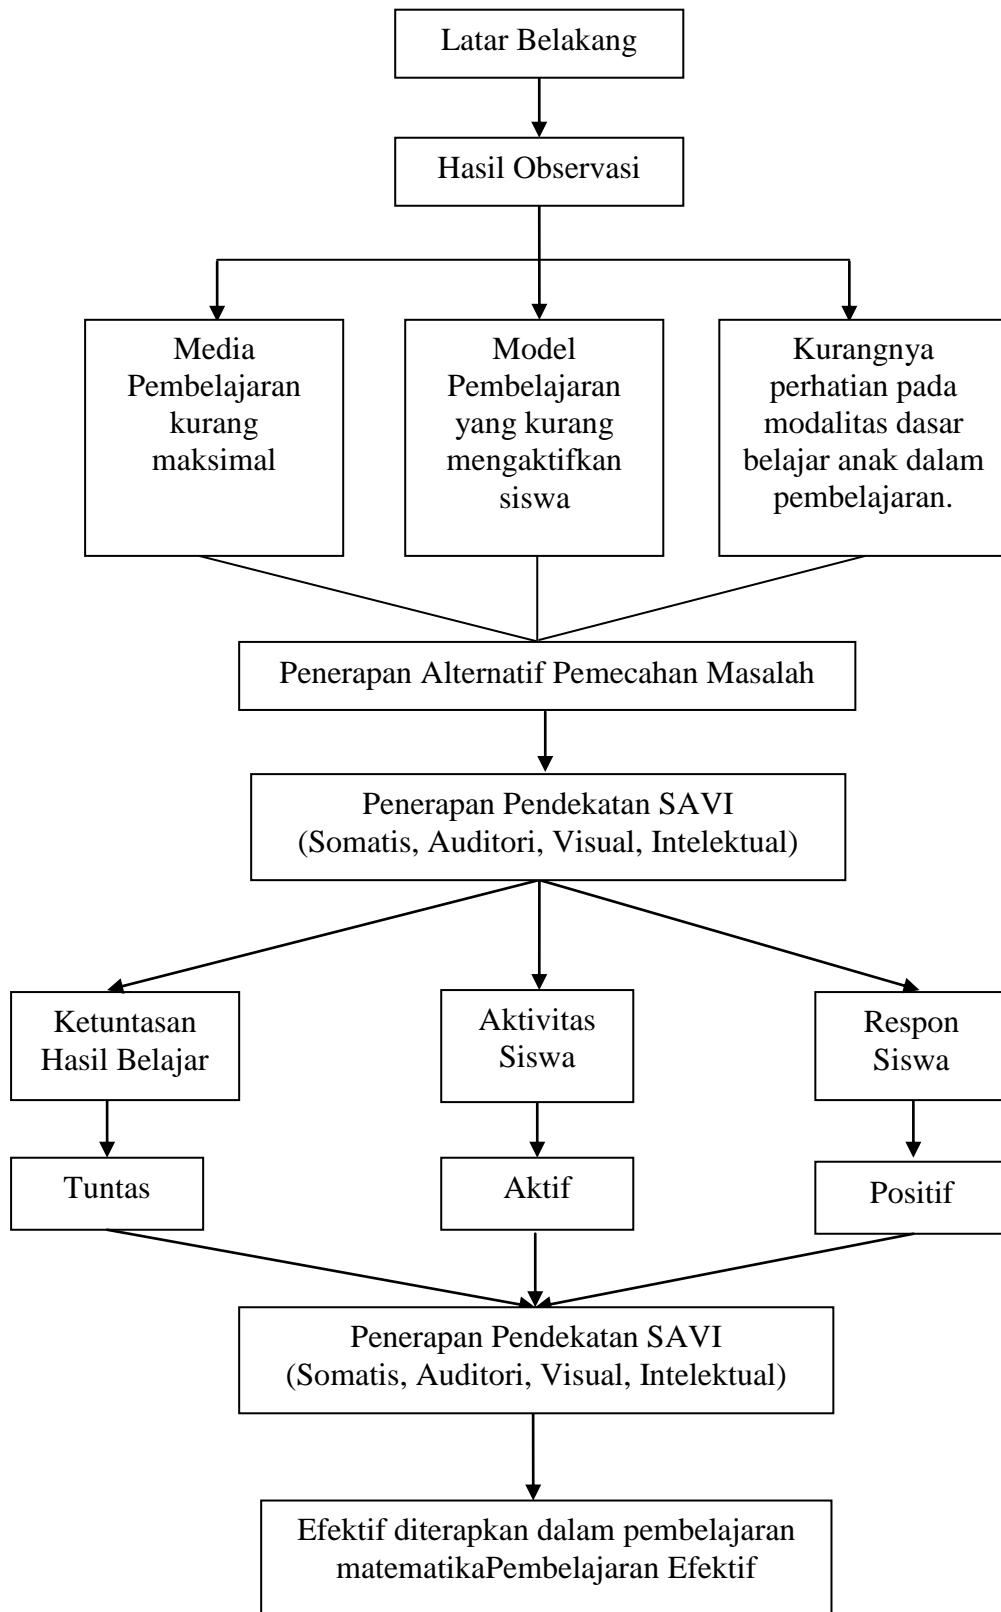 Latar Belakang
Hasil Observasi
Media
Pembelajaran
kurang
maksimal
Model
Pembelajaran
yang kurang
mengaktifkan
siswa
Kurangnya
perhatian pada
modalitas dasar
belajar anak dalam
pembelajaran.
Penerapan Alternatif Pemecahan Masalah
Penerapan Pendekatan SAVI
(Somatis, Auditori, Visual, Intelektual)
Ketuntasan
Hasil Belajar
Aktivitas
Siswa
Respon
Siswa
Tuntas
Aktif
Positif
Penerapan Pendekatan SAVI
(Somatis, Auditori, Visual, Intelektual)
Efektif diterapkan dalam pembelajaran
matematikaPembelajaran Efektif